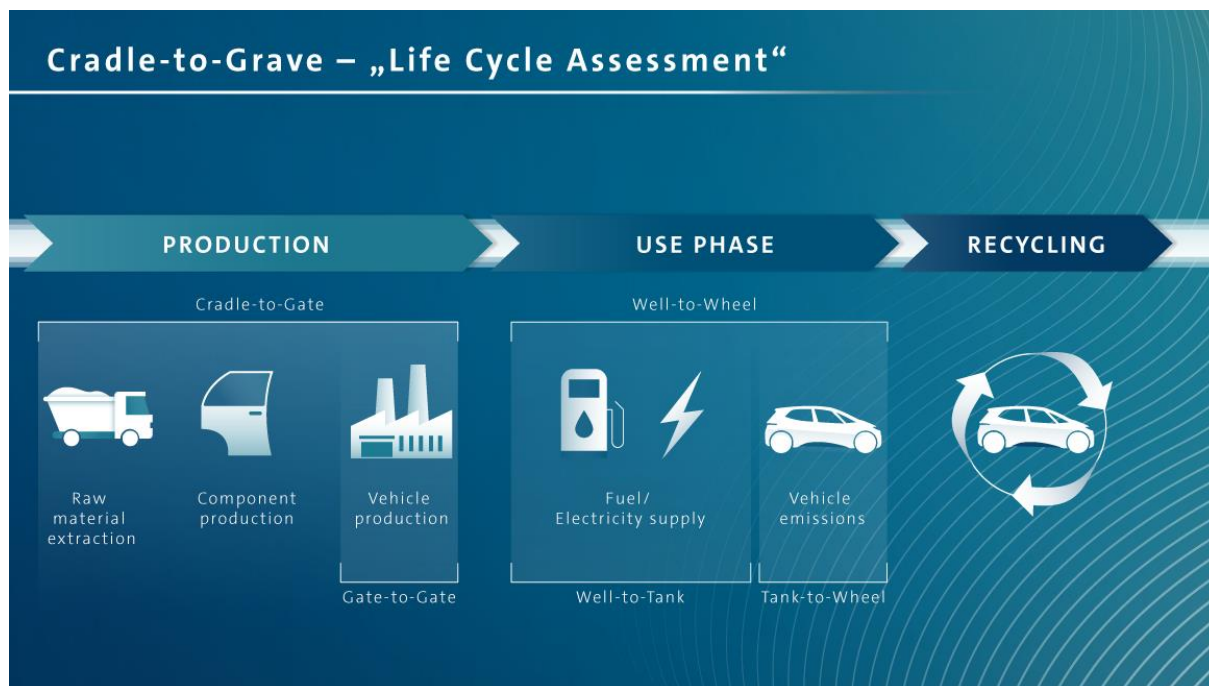 Cradle-to-Grave – „Life Cycle Assessment“
PRODUCTION
USE PHASE
RECYCLING
Cradle-to-Gate
Well-to-Wheel
Raw
material
extraction
Component
production
Vehicle
production
Fuel/
Electricity supply
Vehicle
emissions
Gate-to-Gate
Well-to-Tank
Tank-to-Wheel